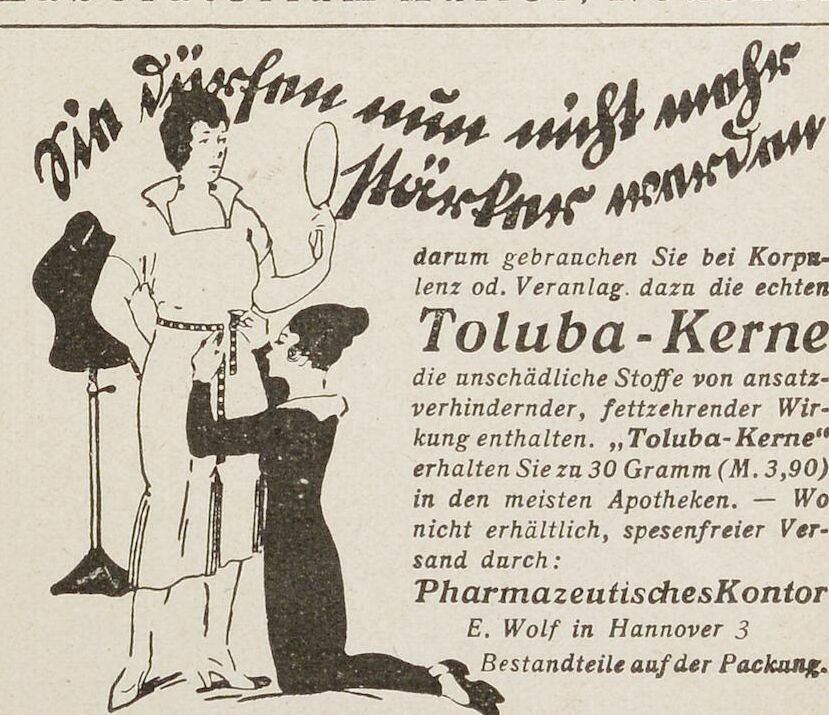 Sie dürfen nun nicht mehr
stärker werden
darum gebrauchen Sie bei Korpu-
lenz od. Veranlag. dazu die echten
Toluba-Kerne
die unschädliche Stoffe von ansatz-
verhindernder, fettzehrender Wir-
kung enthalten. „Toluba-Kerne“
erhalten Sie zu 30 Gramm (M. 3,90)
in den meisten Apotheken. — Wo
nicht erhältlich, spesenfreier Ver-
sand durch:
Pharmazeutisches Kontor
E. Wolf in Hannover 3
Bestandteile auf der Packung.